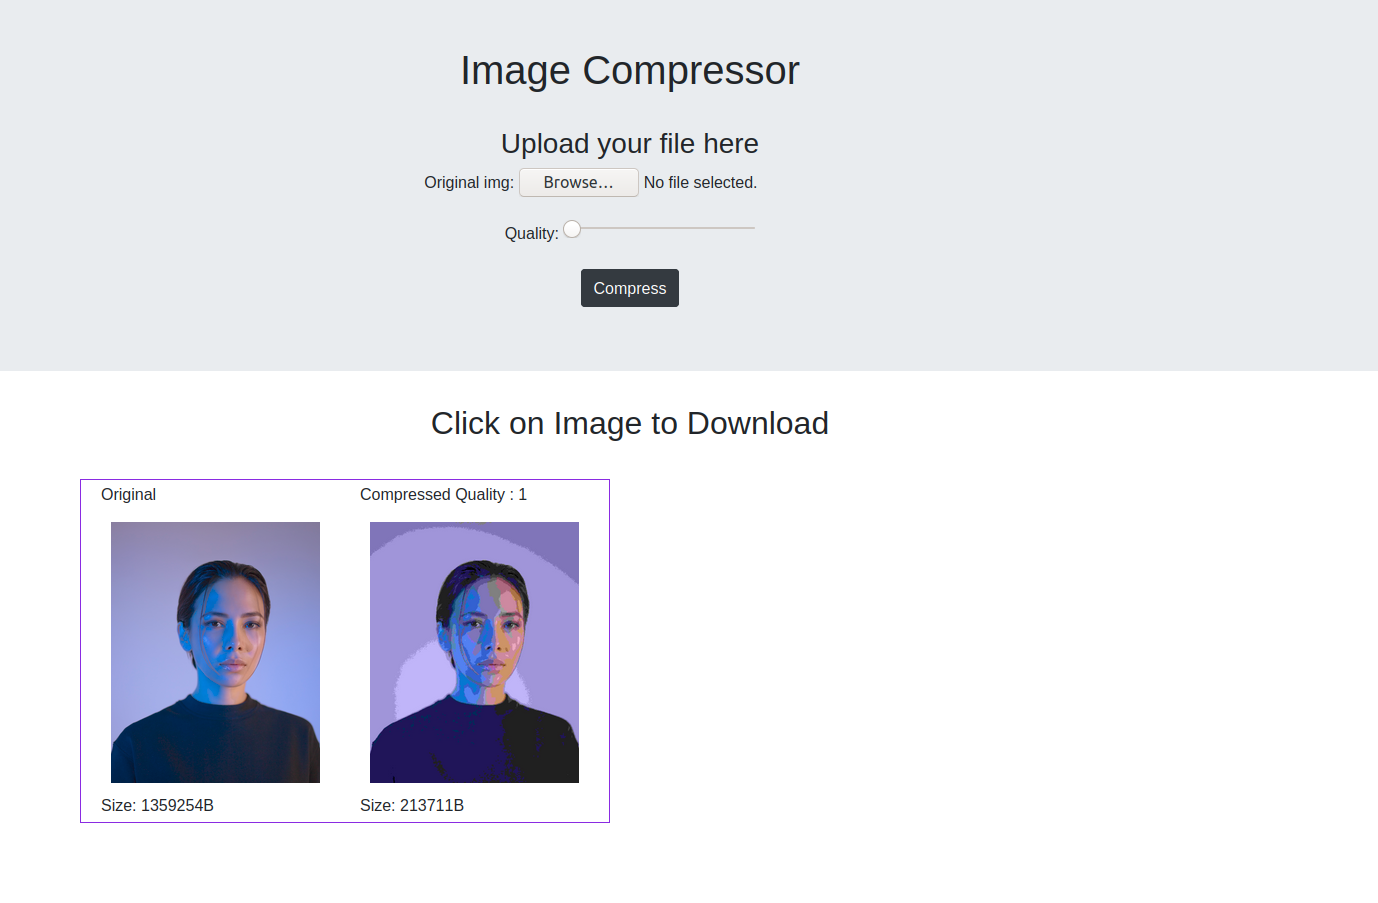 Image Compressor
Upload your file here
Original img: Browse... No file selected.
Quality:
Compress
Click on Image to Download
Original
Compressed Quality : 1
Size: 1359254B
Size: 213711B